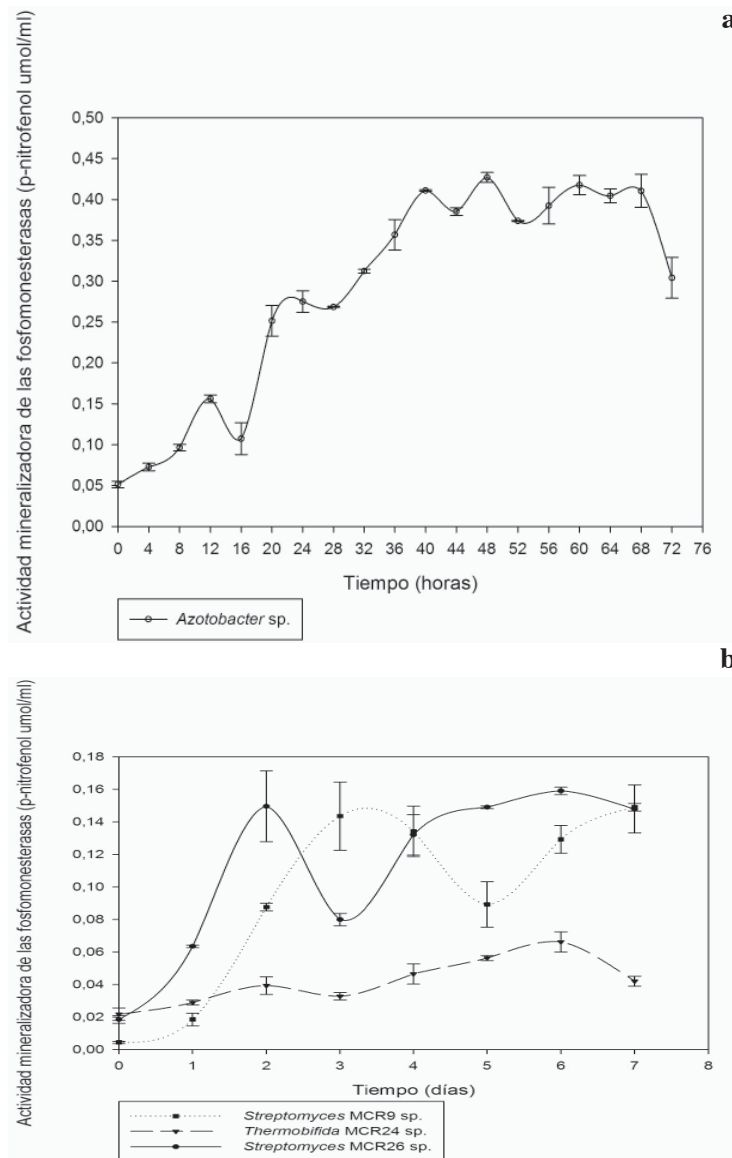 a
Actividad mineralizadora de las fosfomonesterasas (p-nitrofenol umol/ml)
0,50
0,45
0,40
0,35
0,30
0,25
0,20
0,15
0,10
0,05
0,00
0 4 8 12 16 20 24 28 32 36 40 44 48 52 56 60 64 68 72 76
Tiempo (horas)
Azotobacter sp.
b
Actividad mineralizadora de las fosfomonesterasas (p-nitrofenol umol/ml)
0,18
0,16
0,14
0,12
0,10
0,08
0,06
0,04
0,02
0,00
0 1 2 3 4 5 6 7 8
Tiempo (días)
Streptomyces MCR9 sp.
Thermobifida MCR24 sp.
Streptomyces MCR26 sp.